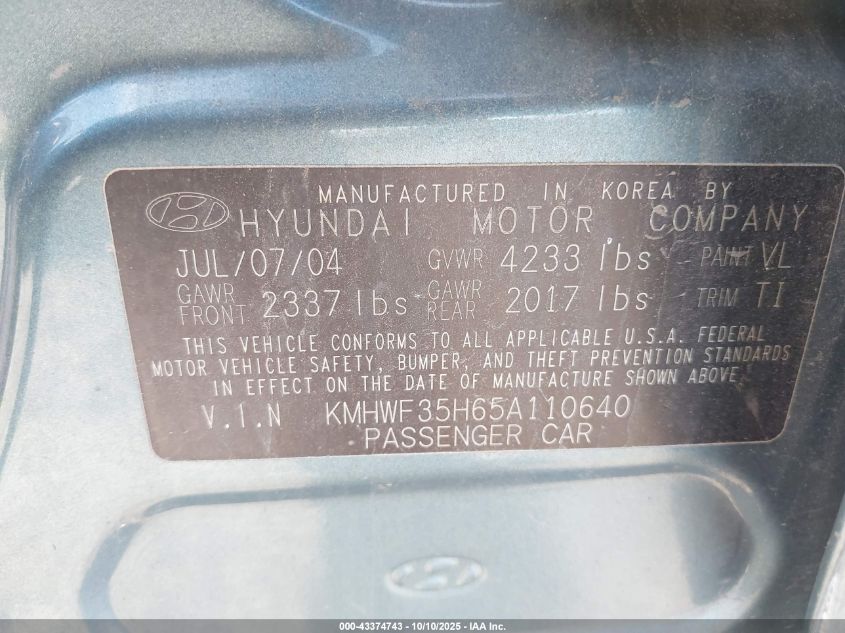 MANUFACTURED IN KOREA BY
HYUNDAI MOTOR COMPANY
JUL/07/04 GVWR 4233 lbs PAINT VL
GAWR FRONT 2337 lbs GAWR REAR 2017 lbs TRIM TI
THIS VEHICLE CONFORMS TO ALL APPLICABLE U.S.A. FEDERAL
MOTOR VEHICLE SAFETY, BUMPER, AND THEFT PREVENTION STANDARDS
IN EFFECT ON THE DATE OF MANUFACTURE SHOWN ABOVE.
V.I.N KMHWF35H65A110640
PASSENGER CAR
000-43374743 - 10/10/2025 - IAA Inc.